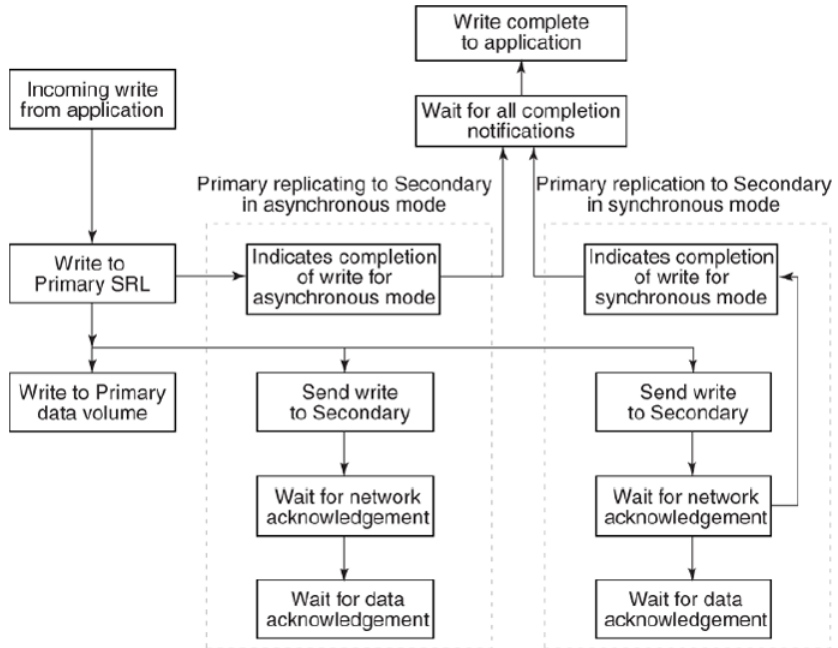 Write complete
to application
Incoming write
from application
Wait for all completion
notifications
Primary replicating to Secondary
in asynchronous mode
Primary replication to Secondary
in synchronous mode
Write to
Primary SRL
Indicates completion
of write for
asynchronous mode
Indicates completion
of write for
synchronous mode
Write to Primary
data volume
Send write
to Secondary
Send write
to Secondary
Wait for network
acknowledgement
Wait for network
acknowledgement
Wait for data
acknowledgement
Wait for data
acknowledgement